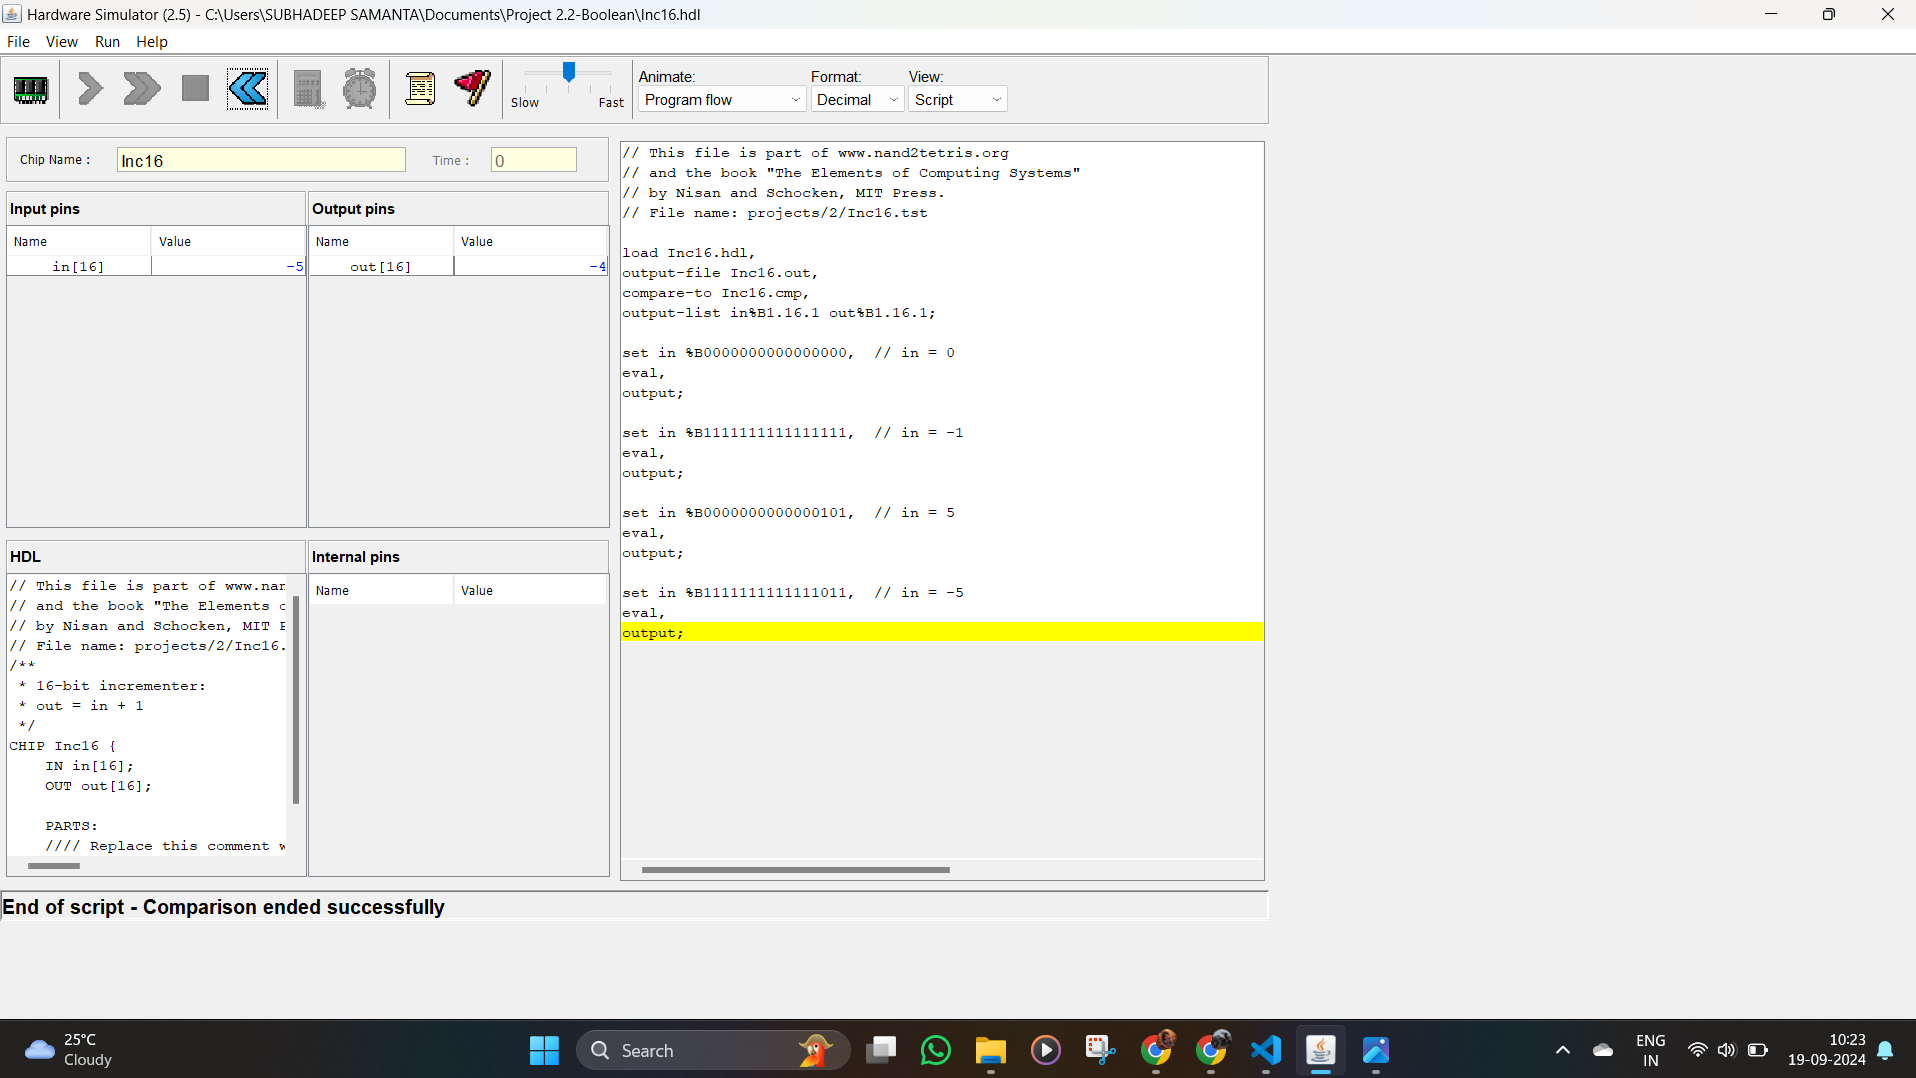 Hardware Simulator (2.5) - C:\Users\SUBHADEEP SAMANTA\Documents\Project 2.2-Boolean\Inc16.hdl
File View Run Help
Slow Fast
Animate: Format: View:
Program flow Decimal Script
Chip Name : Inc16 Time : 0
Input pins
Name Value
in[16] -5
Output pins
Name Value
out[16] -4
HDL
// This file is part of www.nan
// and the book "The Elements o
// by Nisan and Schocken, MIT P
// File name: projects/2/Inc16.
/**
* 16-bit incrementer:
* out = in + 1
*/
CHIP Inc16 {
IN in[16];
OUT out[16];
PARTS:
//// Replace this comment w
Internal pins
Name Value
// This file is part of www.nand2tetris.org
// and the book "The Elements of Computing Systems"
// by Nisan and Schocken, MIT Press.
// File name: projects/2/Inc16.tst
load Inc16.hdl,
output-file Inc16.out,
compare-to Inc16.cmp,
output-list in%B1.16.1 out%B1.16.1;
set in %B0000000000000000,  // in = 0
eval,
output;
set in %B1111111111111111,  // in = -1
eval,
output;
set in %B0000000000000101,  // in = 5
eval,
output;
set in %B1111111111111011,  // in = -5
eval,
output;
End of script - Comparison ended successfully
25°C
Cloudy
Search
ENG
IN
10:23
19-09-2024